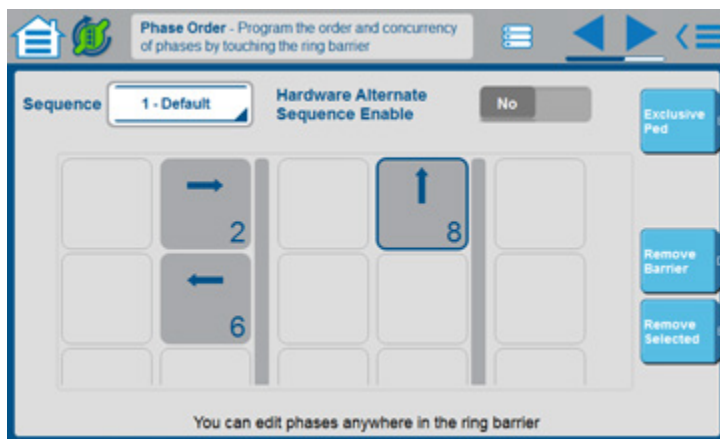 Phase Order - Program the order and concurrency
of phases by touching the ring barrier
Sequence
1 - Default
Hardware Alternate
Sequence Enable
No
Exclusive
Ped
2
8
6
Remove
Barrier
Remove
Selected
You can edit phases anywhere in the ring barrier